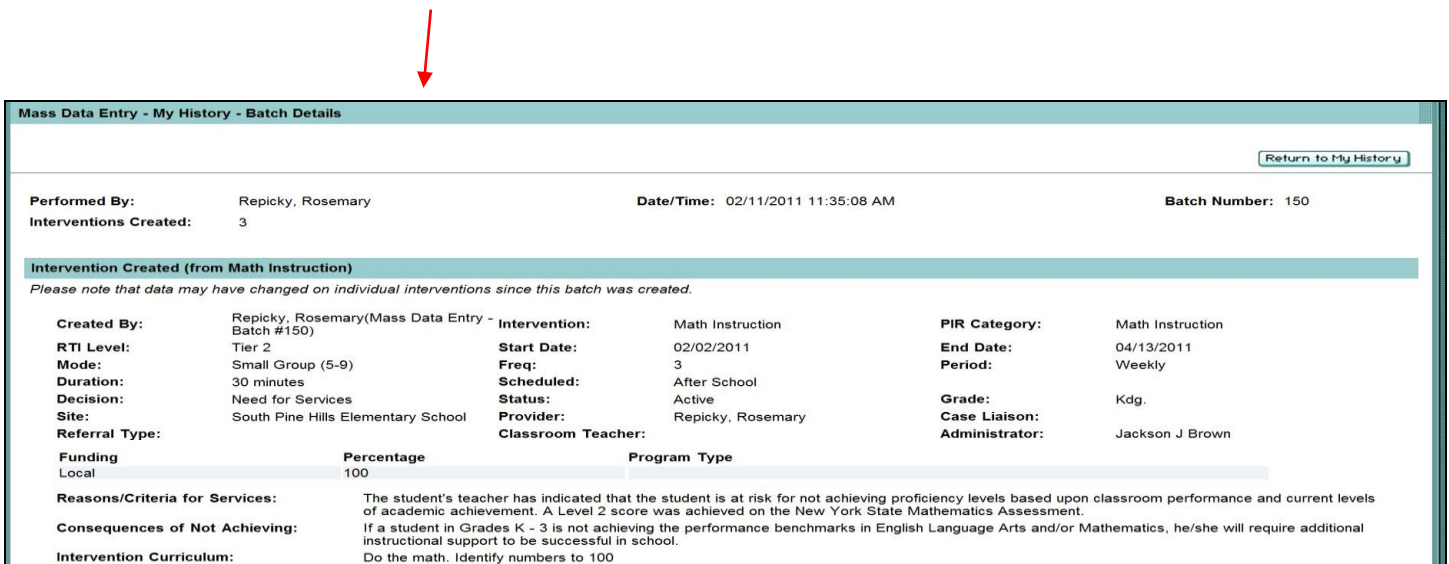 Mass Data Entry - My History - Batch Details
Return to My History
Performed By: Repicky, Rosemary Date/Time: 02/11/2011 11:35:08 AM Batch Number: 150
Interventions Created: 3
Intervention Created (from Math Instruction)
Please note that data may have changed on individual interventions since this batch was created.
Created By: Repicky, Rosemary(Mass Data Entry - Batch #150) Intervention: Math Instruction PIR Category: Math Instruction
RTI Level: Tier 2 Start Date: 02/02/2011 End Date: 04/13/2011
Mode: Small Group (5-9) Freq: 3 Period: Weekly
Duration: 30 minutes Scheduled: After School
Decision: Need for Services Status: Active Grade: Kdg.
Site: South Pine Hills Elementary School Provider: Repicky, Rosemary Case Liaison:
Referral Type: Classroom Teacher: Administrator: Jackson J Brown
Funding Percentage Program Type
Local 100
Reasons/Criteria for Services: The student's teacher has indicated that the student is at risk for not achieving proficiency levels based upon classroom performance and current levels
of academic achievement. A Level 2 score was achieved on the New York State Mathematics Assessment.
Consequences of Not Achieving: If a student in Grades K - 3 is not achieving the performance benchmarks in English Language Arts and/or Mathematics, he/she will require additional
instructional support to be successful in school.
Intervention Curriculum: Do the math. Identify numbers to 100